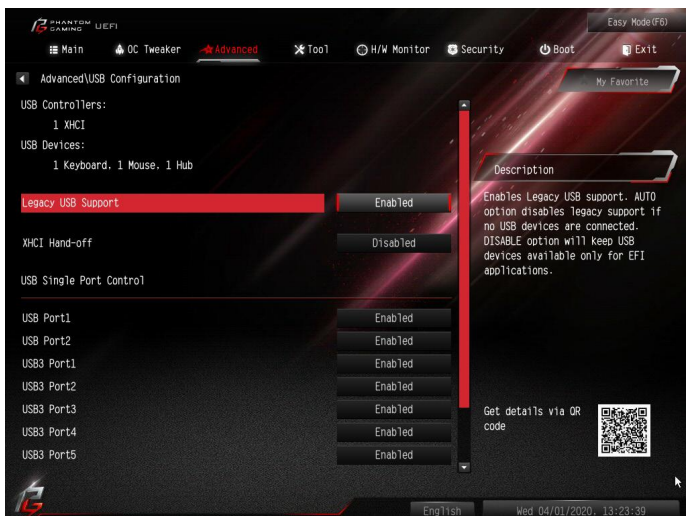 PHANTOM GAMING UEFI
Easy Mode(F6)
Main OC Tweaker Advanced Tool H/W Monitor Security Boot Exit
Advanced\USB Configuration
My Favorite
USB Controllers:
1 XHCI
USB Devices:
1 Keyboard. 1 Mouse. 1 Hub
Legacy USB Support Enabled
XHCI Hand-off Disabled
USB Single Port Control
USB Port1 Enabled
USB Port2 Enabled
USB3 Port1 Enabled
USB3 Port2 Enabled
USB3 Port3 Enabled
USB3 Port4 Enabled
USB3 Port5 Enabled
Description
Enables Legacy USB support. AUTO
option disables legacy support if
no USB devices are connected.
DISABLE option will keep USB
devices available only for EFI
applications.
Get details via QR
code
English
Wed 04/01/2020. 13:23:39